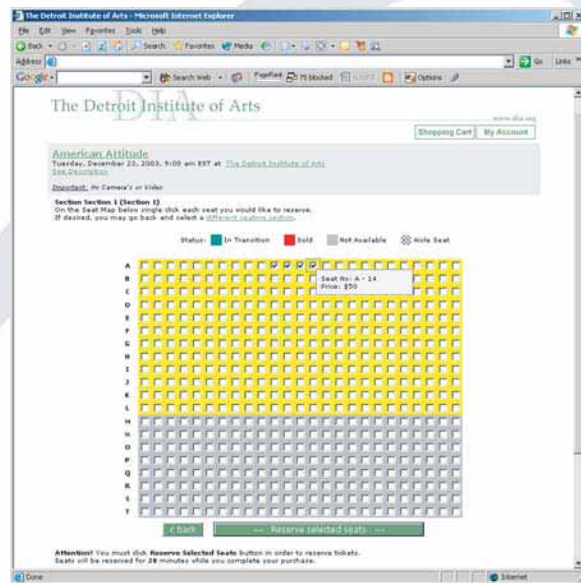 The Detroit Institute of Arts - Microsoft Internet Explorer
File Edit View Favorites Tools Help
Back Search Favorites Media
Address Go Links
Google Search Web PageRank 75 blocked Options
DIA
The Detroit Institute of Arts
www.dia.org
Shopping Cart My Account
American Attitude
Tuesday, December 23, 2003, 9:00 am EST at The Detroit Institute of Arts
See Description
Important: No Camera's or Video
Section Section 1 (Section 1)
On the Seat Map below single click each seat you would like to reserve.
If desired, you may go back and select a different seating section.
Status: In Transition Sold Not Available Aisle Seat
A
Seat No: A - 14
Price: $50
B
C
D
E
F
G
H
I
J
K
L
M
N
O
P
Q
R
S
T
< back --- Reserve selected seats ---
Attention! You must click Reserve Selected Seats button in order to reserve tickets.
Seats will be reserved for 20 minutes while you complete your purchase.
Done Internet